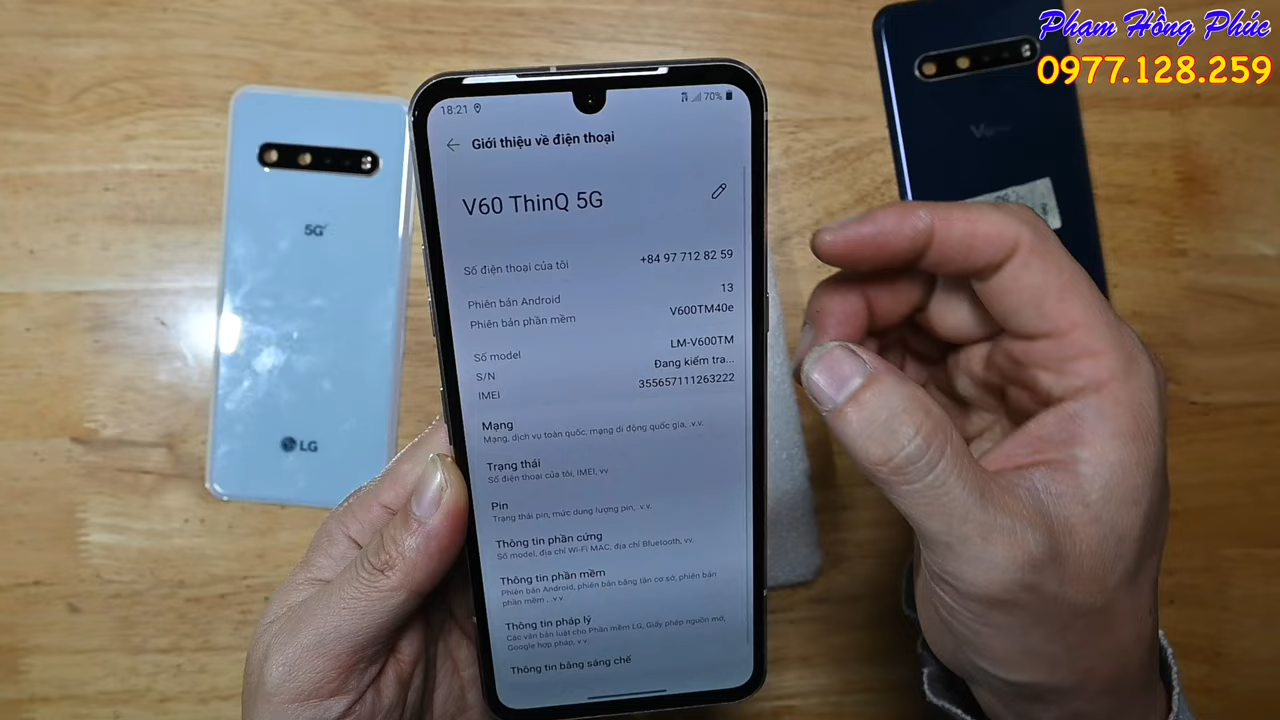 Phạm Hồng Phúc
0977.128.259
18:21
70%
Giới thiệu về điện thoại
V60 ThinQ 5G
Số điện thoại của tôi +84 97 712 82 59
Phiên bản Android 13
Phiên bản phần mềm V600TM40e
Số model LM-V600TM
S/N Đang kiểm tra...
IMEI 355657111263222
Mạng
Mạng, dịch vụ toàn quốc, mạng di động quốc gia, .v.v.
Trạng thái
Số điện thoại của tôi, IMEI, vv
Pin
Trạng thái pin, mức dung lượng pin, .v.v.
Thông tin phần cứng
Số model, địa chỉ Wi-Fi MAC, địa chỉ Bluetooth, vv.
Thông tin phần mềm
Phiên bản Android, phiên bản băng tần cơ sở, phiên bản
phần mềm , .v.v
Thông tin pháp lý
Các văn bản luật cho Phần mềm LG, Giấy phép nguồn mở,
Google hợp pháp, v.v.
Thông tin bằng sáng chế
5G
LG